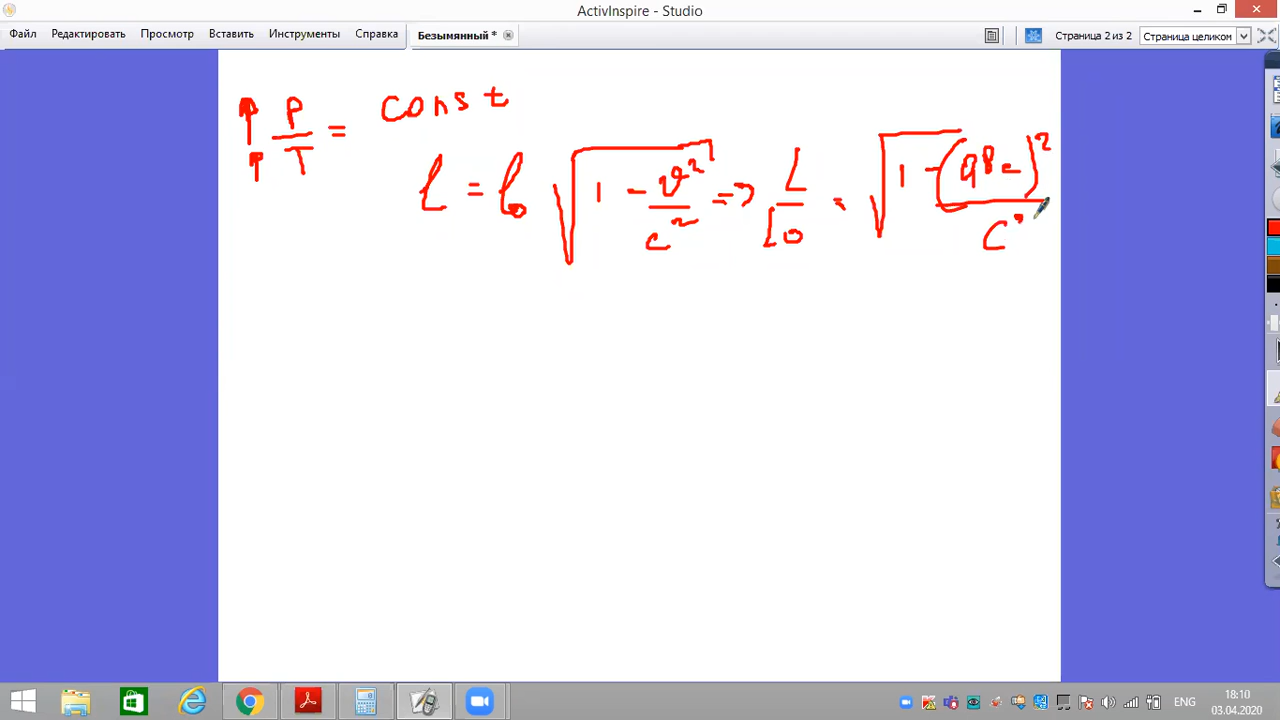 ActivInspire - Studio
Файл Редактировать Просмотр Вставить Инструменты Справка Безымянный * Страница 2 из 2 Страница целиком
↑ P/↑ T = const
l = l₀ √(1 - v²/c²) => L/L0 = √(1 - (0,8c)²/c²
18:10
ENG
03.04.2020